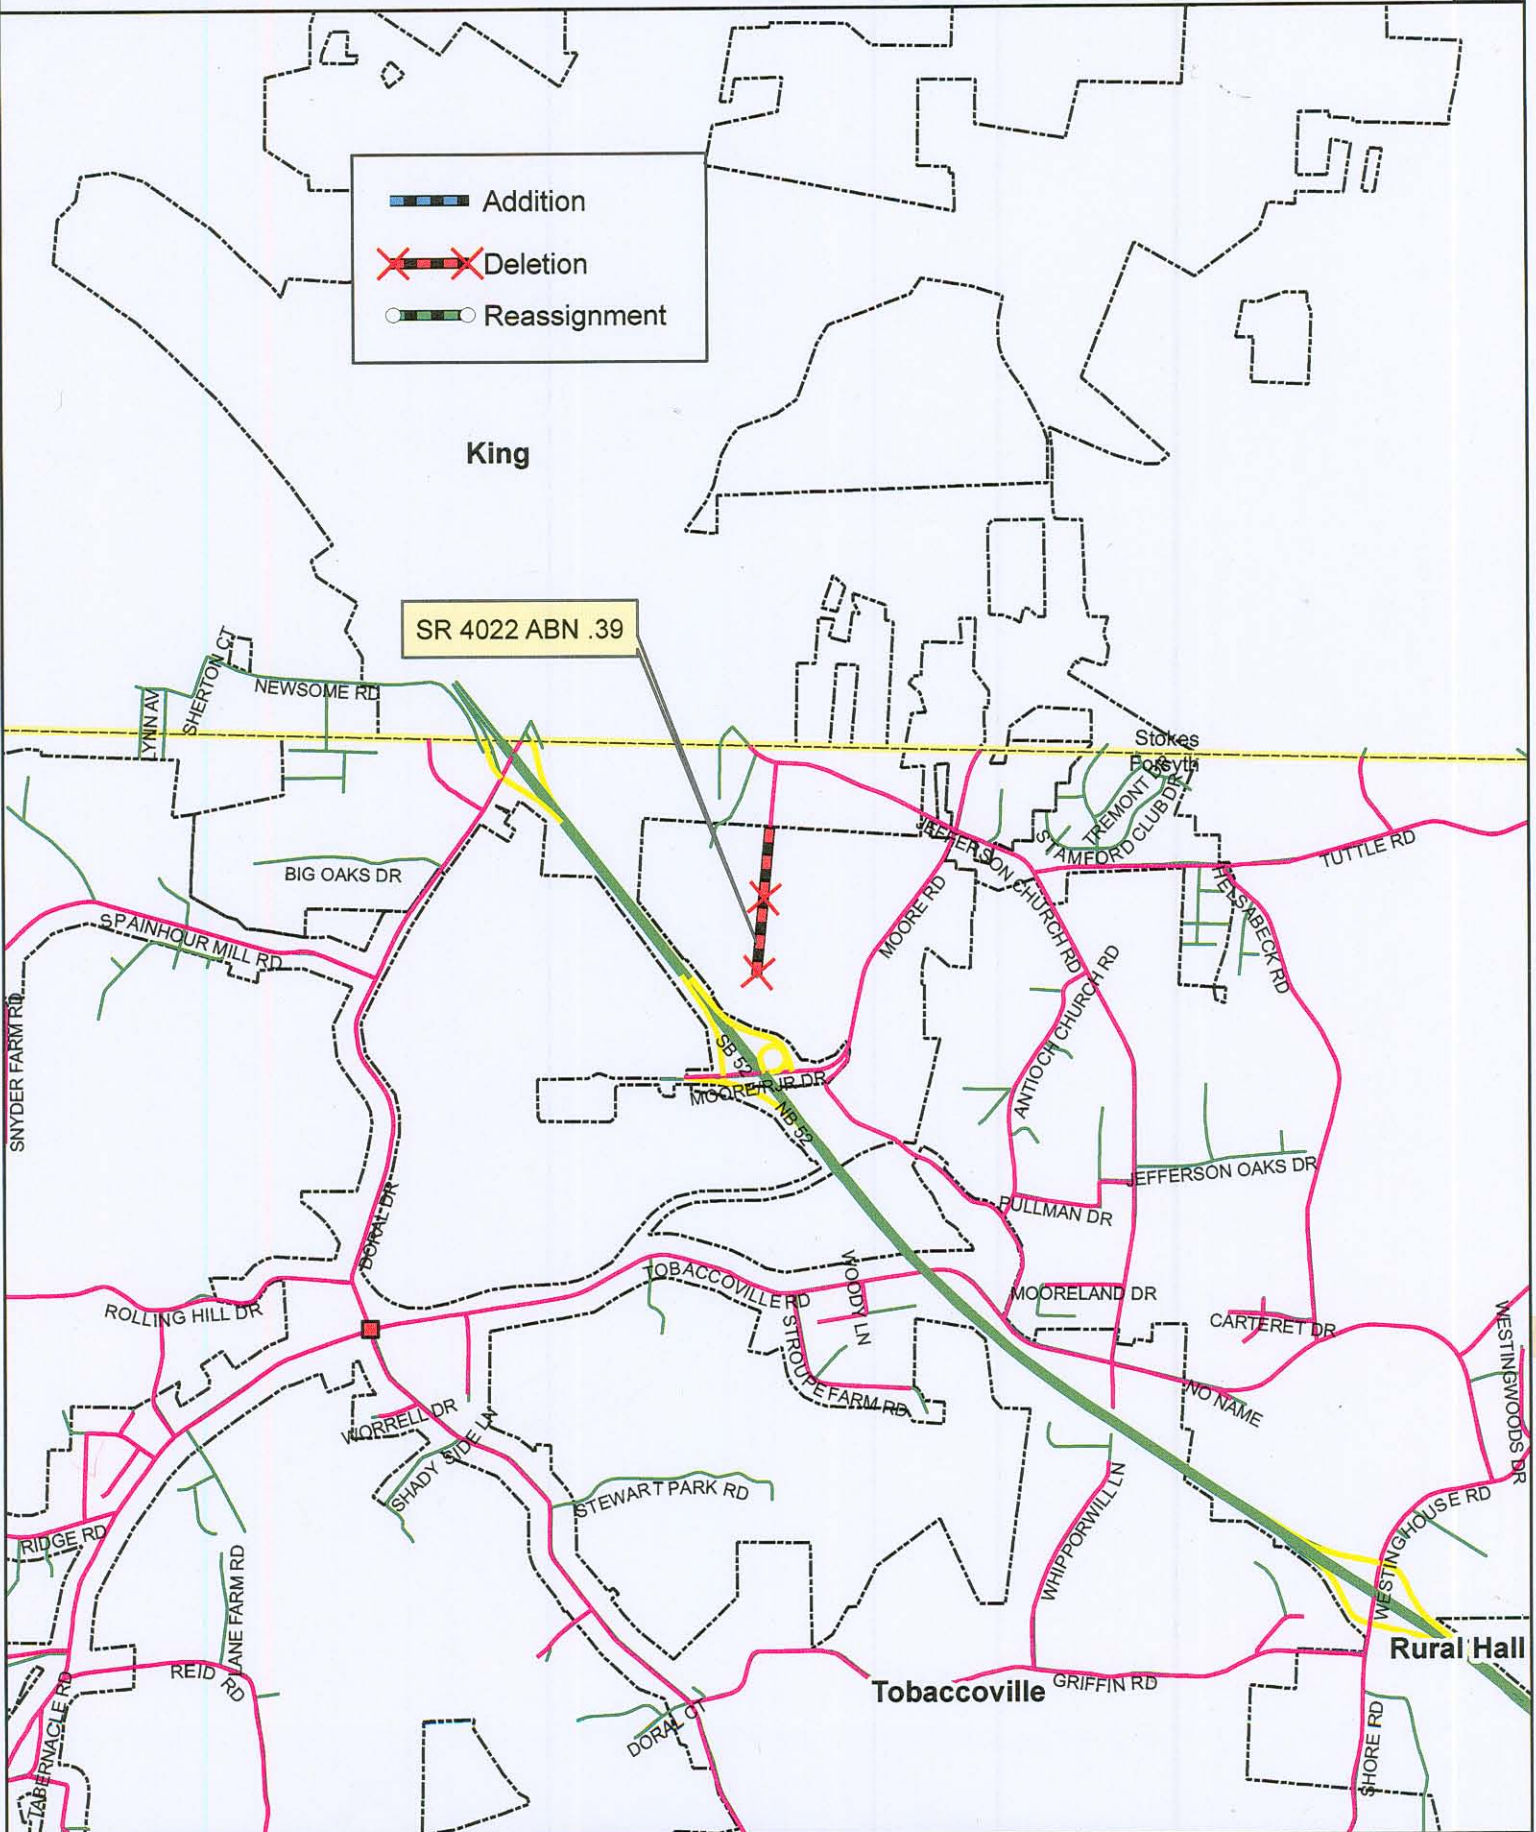 Addition
Deletion
Reassignment
King
SR 4022 ABN .39
SHERTON CT
LYNN AV
NEWSOME RD
Stokes
Forsyth
TREMONT DR
STAMFORD CLUB DR
JEFFERSON CHURCH RD
TUTTLE RD
BIG OAKS DR
HELSABECK RD
MOORE RD
SPAINHOUR MILL RD
ANTIOCH CHURCH RD
SNYDER FARM RD
SB 52
MOORE/RJR DR
NB 52
JEFFERSON OAKS DR
DORAL DR
PULLMAN DR
TOBACCOVILLE RD
WOODY LN
MOORELAND DR
ROLLING HILL DR
CARTERET DR
WESTINGWOODS DR
STROUPE FARM RD
NO NAME
WORRELL DR
SHADY SIDE LN
STEWART PARK RD
WHIPPORWILL LN
WESTINGHOUSE RD
RIDGE RD
LANE FARM RD
Rural Hall
REID RD
GRIFFIN RD
Tobaccoville
TABERNACLE RD
DORAL CT
SHORE RD